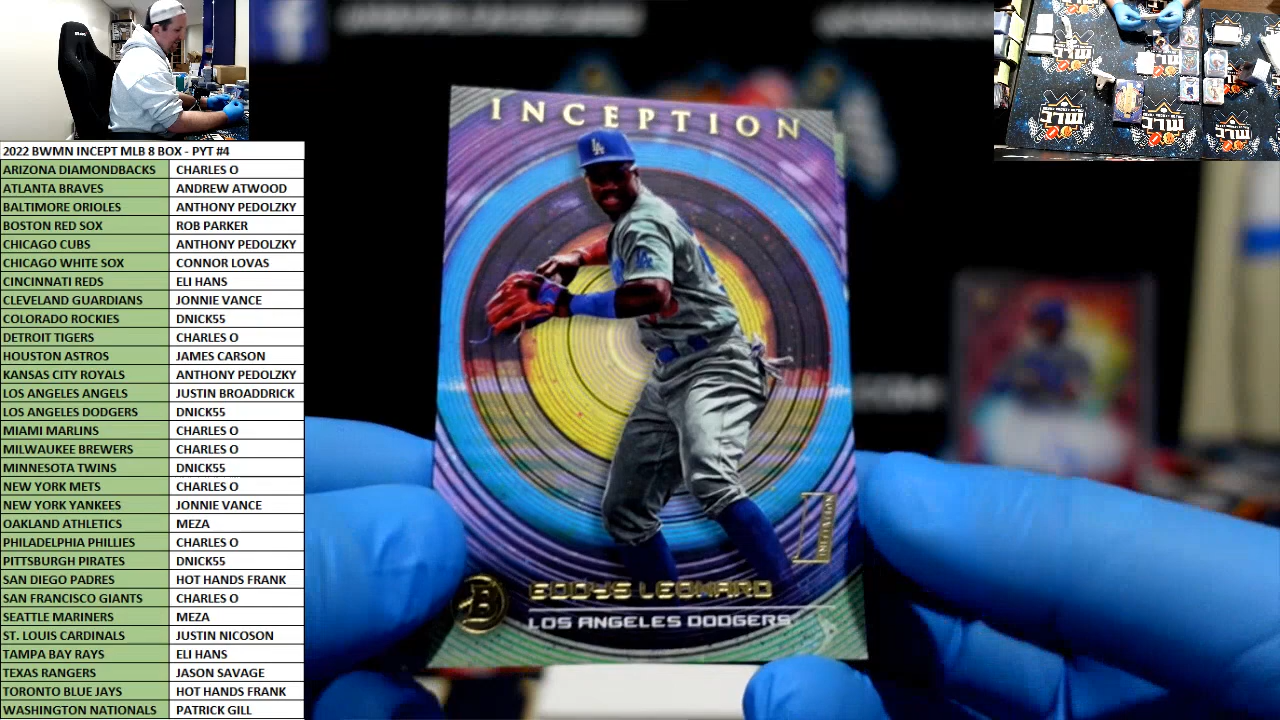 2022 BWMN INCEPT MLB 8 BOX - PYT #4
ARIZONA DIAMONDBACKS CHARLES O
ATLANTA BRAVES ANDREW ATWOOD
BALTIMORE ORIOLES ANTHONY PEDOLZKY
BOSTON RED SOX ROB PARKER
CHICAGO CUBS ANTHONY PEDOLZKY
CHICAGO WHITE SOX CONNOR LOVAS
CINCINNATI REDS ELI HANS
CLEVELAND GUARDIANS JONNIE VANCE
COLORADO ROCKIES DNICK55
DETROIT TIGERS CHARLES O
HOUSTON ASTROS JAMES CARSON
KANSAS CITY ROYALS ANTHONY PEDOLZKY
LOS ANGELES ANGELS JUSTIN BROADDRICK
LOS ANGELES DODGERS DNICK55
MIAMI MARLINS CHARLES O
MILWAUKEE BREWERS CHARLES O
MINNESOTA TWINS DNICK55
NEW YORK METS CHARLES O
NEW YORK YANKEES JONNIE VANCE
OAKLAND ATHLETICS MEZA
PHILADELPHIA PHILLIES CHARLES O
PITTSBURGH PIRATES DNICK55
SAN DIEGO PADRES HOT HANDS FRANK
SAN FRANCISCO GIANTS CHARLES O
SEATTLE MARINERS MEZA
ST. LOUIS CARDINALS JUSTIN NICOSON
TAMPA BAY RAYS ELI HANS
TEXAS RANGERS JASON SAVAGE
TORONTO BLUE JAYS HOT HANDS FRANK
WASHINGTON NATIONALS PATRICK GILL
INCEPTION
LA
LA
B
EDDYS LEONARD
LOS ANGELES DODGERS